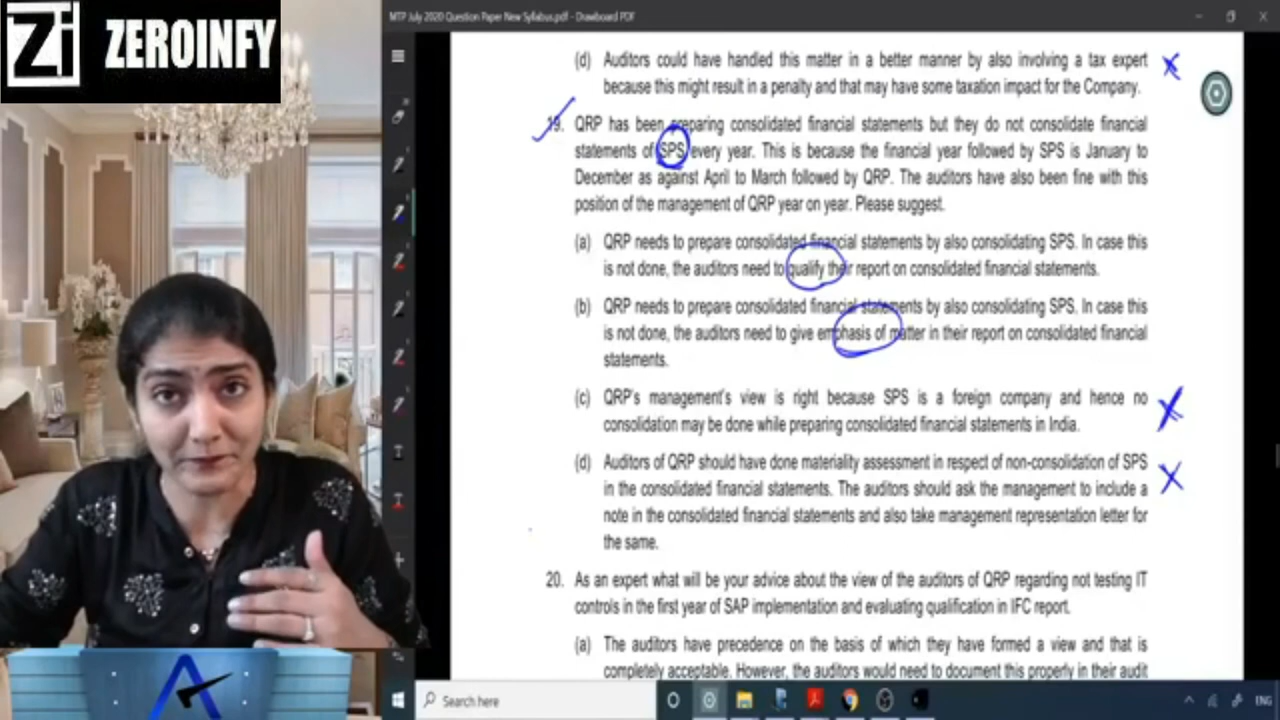 ZEROINFY
MTP July 2020 Question Paper New Syllabus.pdf - Drawboard PDF
(d) Auditors could have handled this matter in a better manner by also involving a tax expert
because this might result in a penalty and that may have some taxation impact for the Company.
19. QRP has been preparing consolidated financial statements but they do not consolidate financial
statements of SPS every year. This is because the financial year followed by SPS is January to
December as against April to March followed by QRP. The auditors have also been fine with this
position of the management of QRP year on year. Please suggest.
(a) QRP needs to prepare consolidated financial statements by also consolidating SPS. In case this
is not done, the auditors need to qualify their report on consolidated financial statements.
(b) QRP needs to prepare consolidated financial statements by also consolidating SPS. In case this
is not done, the auditors need to give emphasis of matter in their report on consolidated financial
statements.
(c) QRP's management's view is right because SPS is a foreign company and hence no
consolidation may be done while preparing consolidated financial statements in India.
(d) Auditors of QRP should have done materiality assessment in respect of non-consolidation of SPS
in the consolidated financial statements. The auditors should ask the management to include a
note in the consolidated financial statements and also take management representation letter for
the same.
20. As an expert what will be your advice about the view of the auditors of QRP regarding not testing IT
controls in the first year of SAP implementation and evaluating qualification in IFC report.
(a) The auditors have precedence on the basis of which they have formed a view and that is
completely acceptable. However, the auditors would need to document this properly in their audit
Search here
ENG